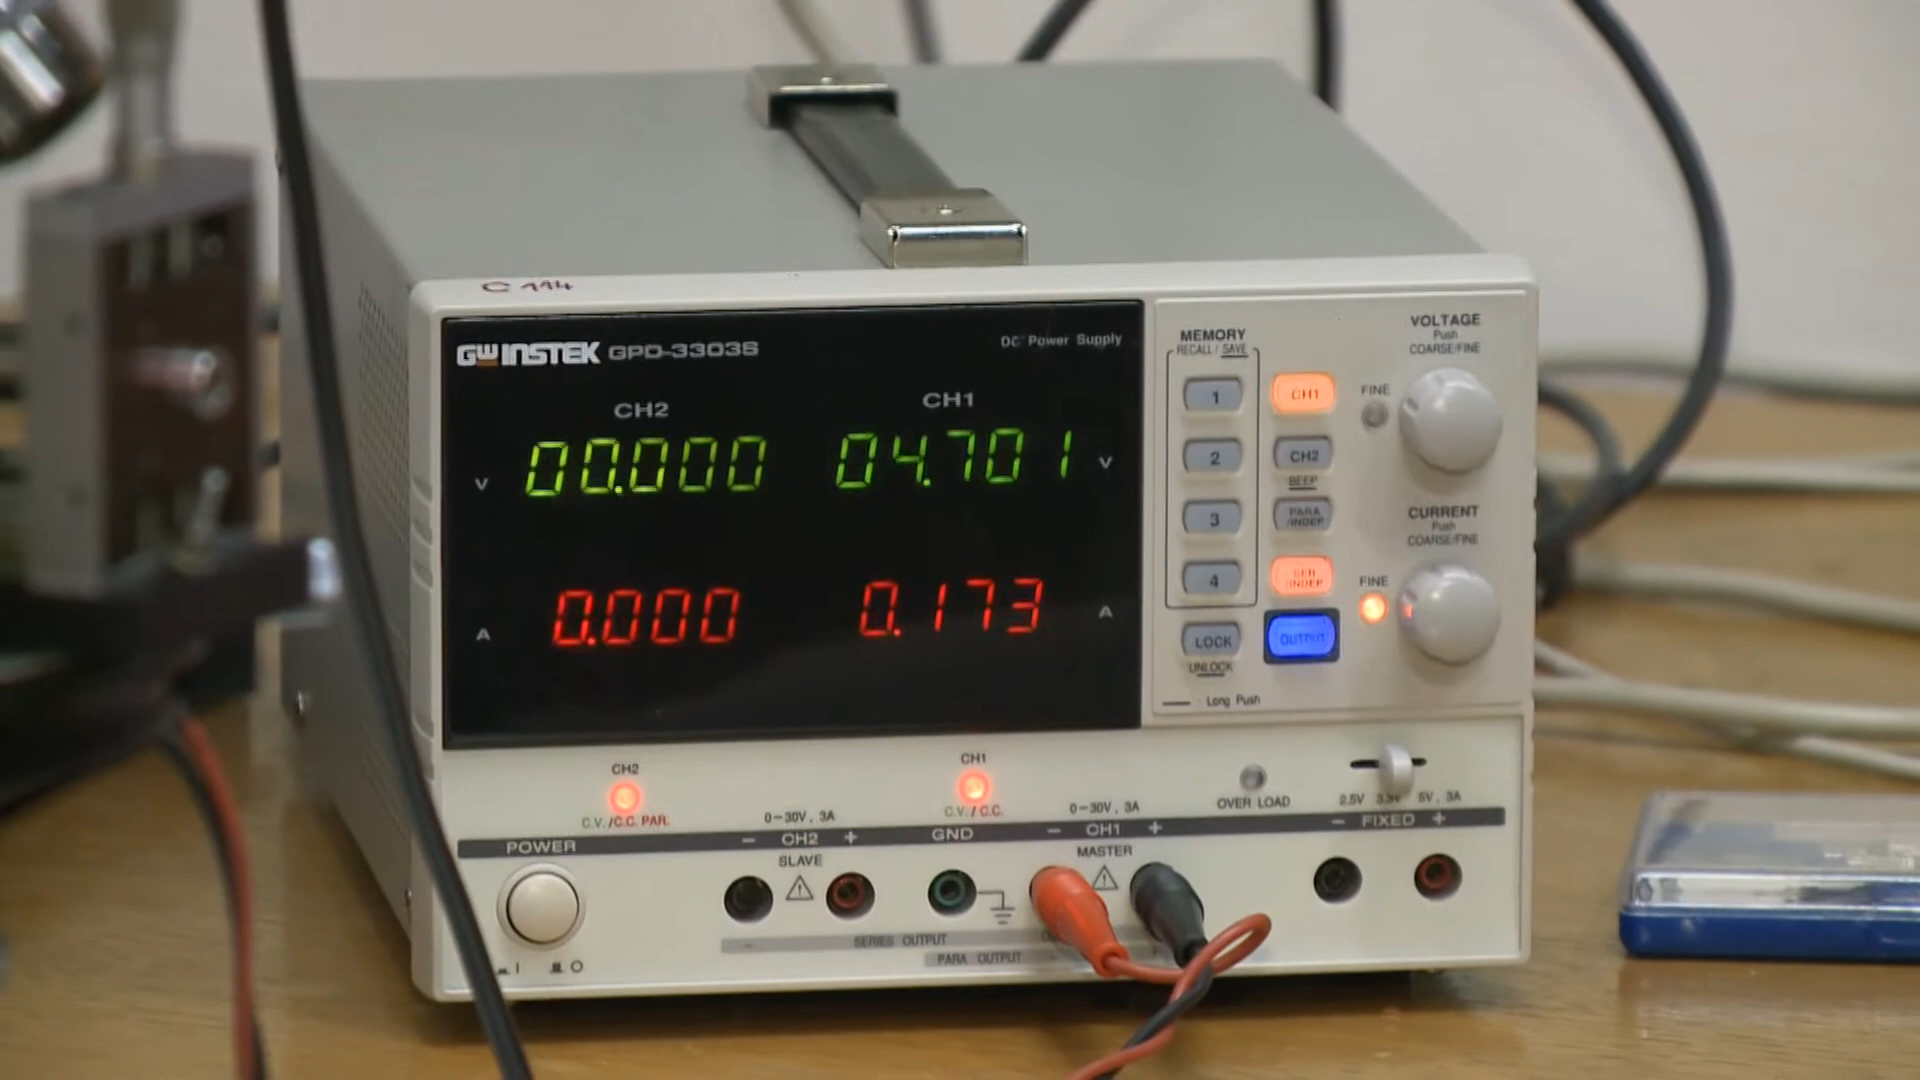 C 144
GW INSTEK GPD-3303S
DC Power Supply
CH2 CH1
V 00.000 04.701 V
A 0.000 0.173 A
MEMORY
RECALL / SAVE
1
2
3
4
LOCK
UNLOCK
CH1
CH2
BEEP
PARA
/INDEP
SER
/INDEP
OUTPUT
Long Push
VOLTAGE
Push
COARSE/FINE
FINE
CURRENT
Push
COARSE/FINE
FINE
CH2
C.V./C.C. PAR.
CH1
C.V./C.C.
OVER LOAD
2.5V 3.3V 5V, 3A
0-30V, 3A
0-30V, 3A
POWER
- CH2 +
GND
- CH1 +
- FIXED +
SLAVE
MASTER
I O
SERIES OUTPUT
PARA OUTPUT